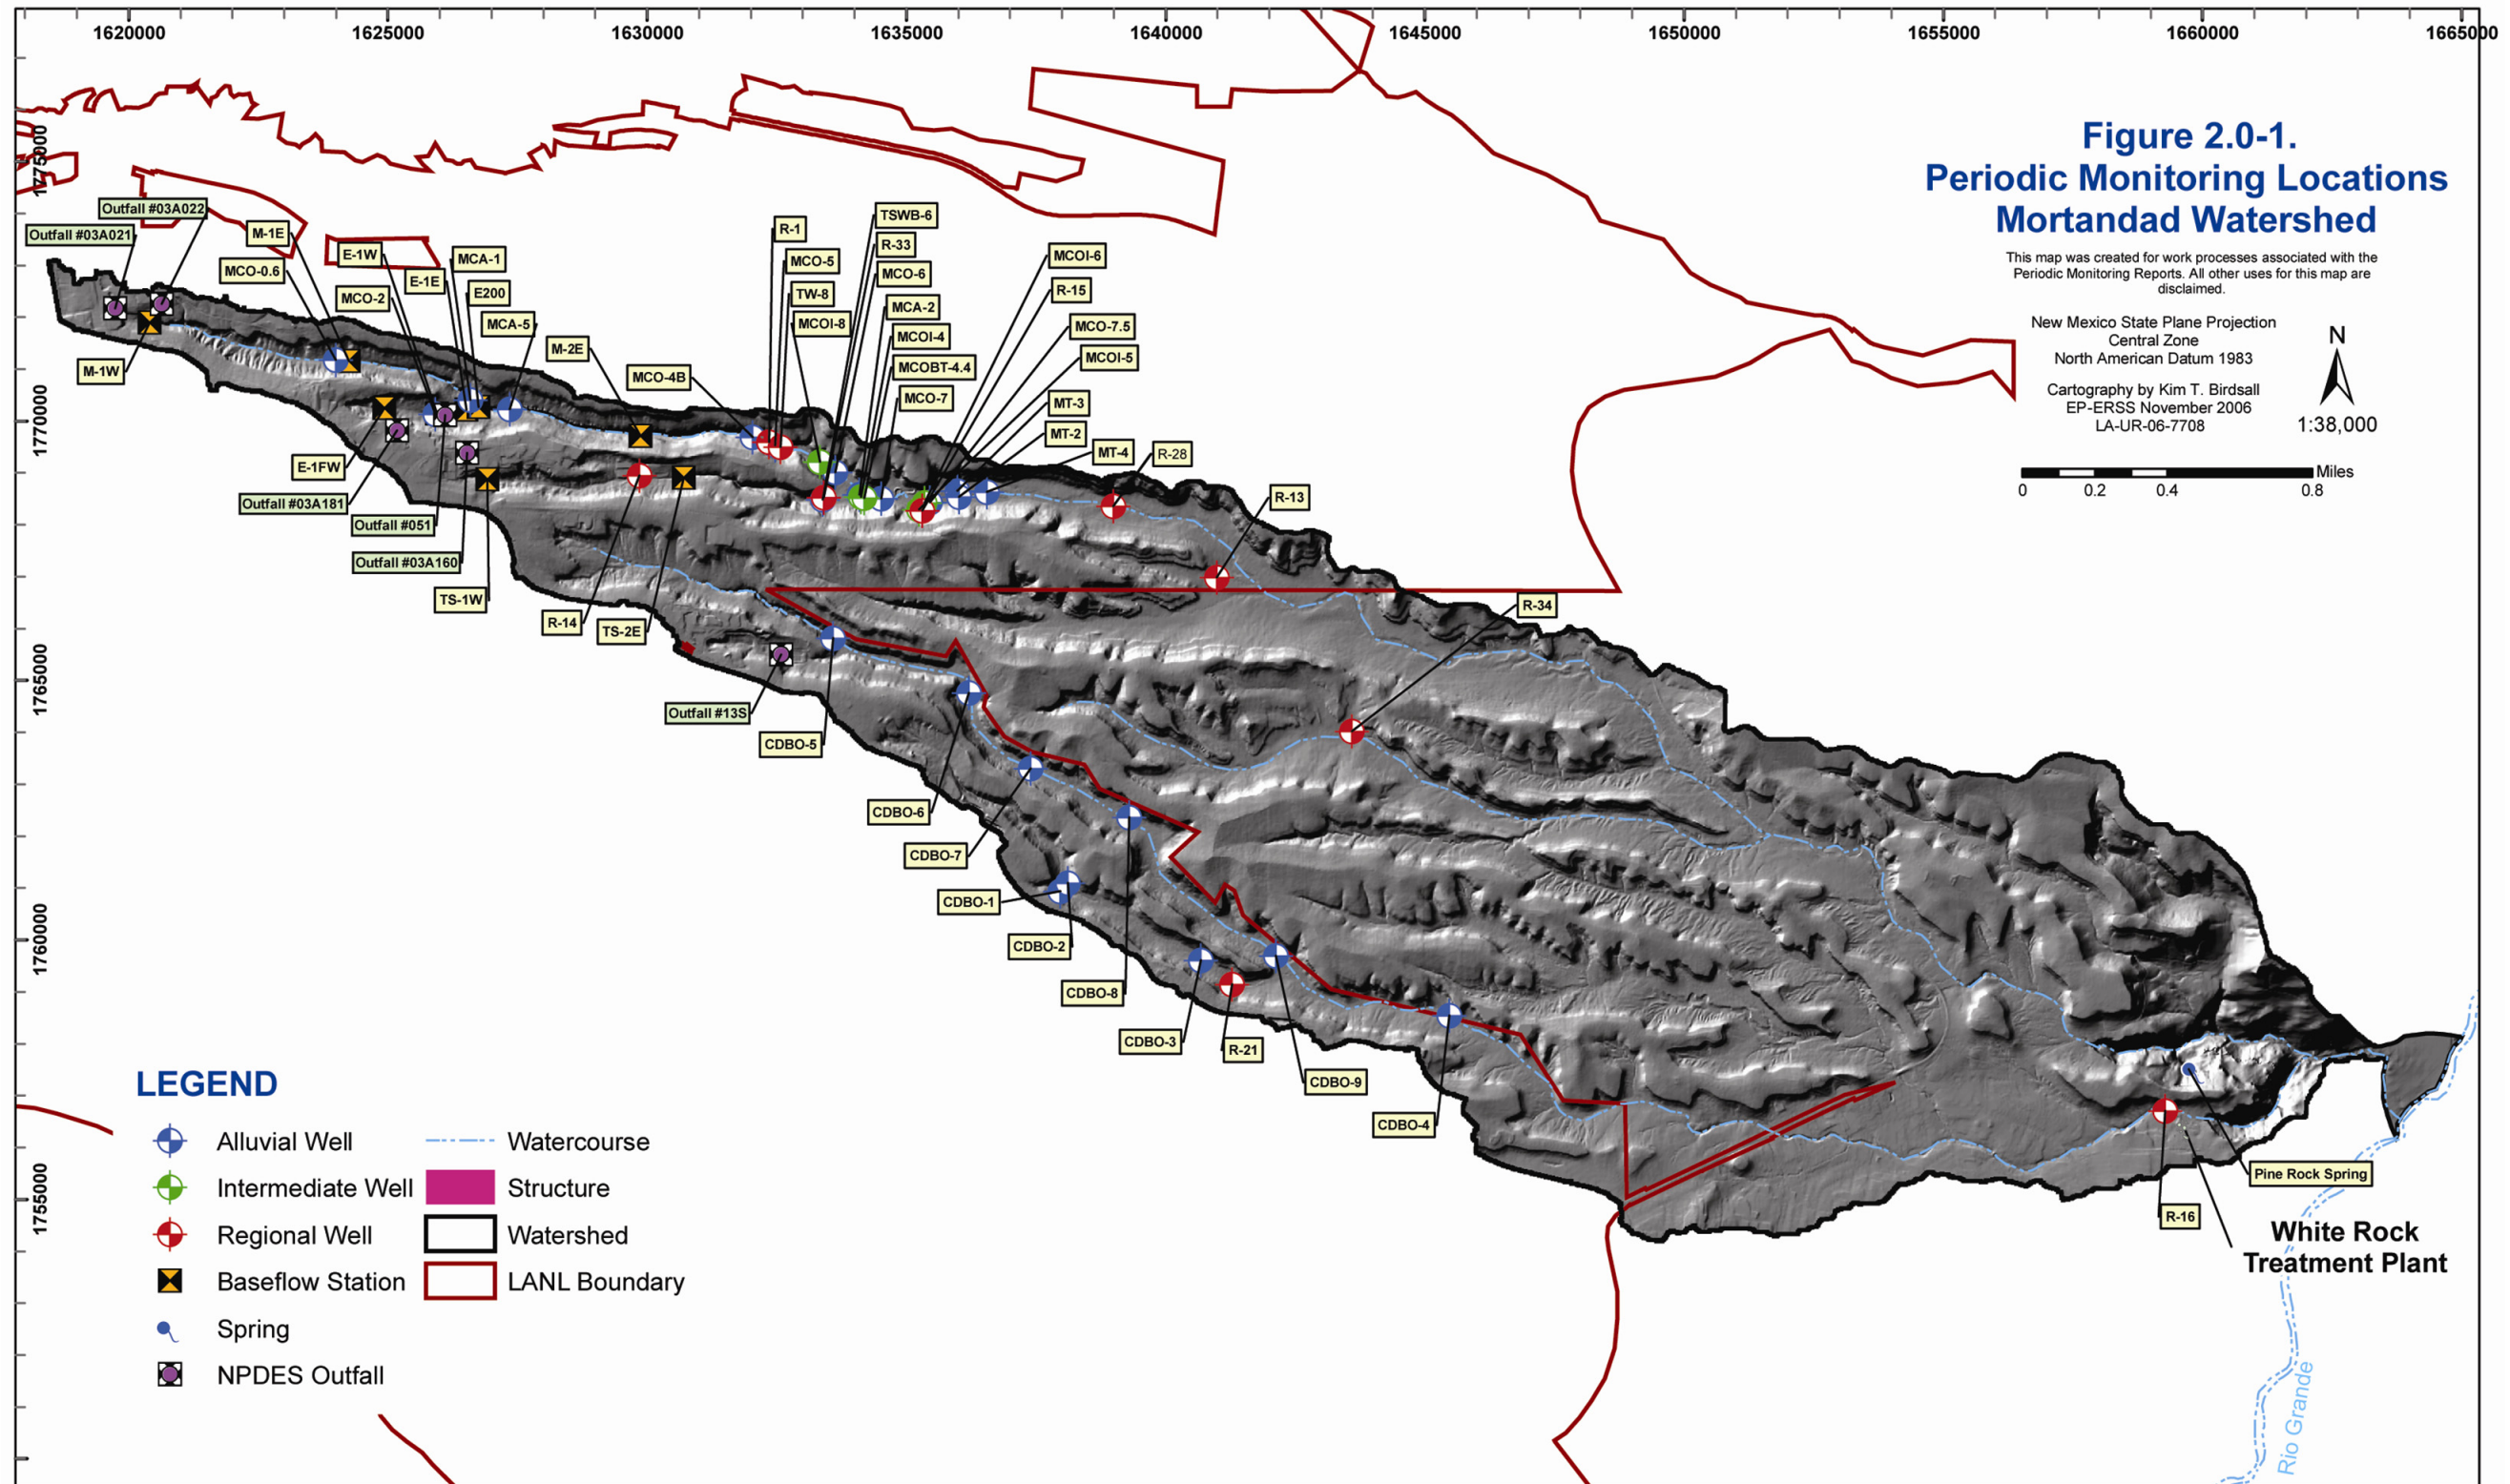 1620000
1625000
1630000
1635000
1640000
1645000
1650000
1655000
1660000
1665000
1775000
1770000
1765000
1760000
1755000
Figure 2.0-1.
Periodic Monitoring Locations
Mortandad Watershed
This map was created for work processes associated with the
Periodic Monitoring Reports. All other uses for this map are
disclaimed.
New Mexico State Plane Projection
Central Zone
North American Datum 1983
Cartography by Kim T. Birdsall
EP-ERSS November 2006
LA-UR-06-7708
N
1:38,000
Miles
0
0.2
0.4
0.8
Outfall #03A022
Outfall #03A021
M-1E
MCO-0.6
E-1W
MCO-2
MCA-1
E-1E
E200
MCA-5
M-2E
MCO-4B
R-1
MCO-5
TW-8
MCOI-8
TSWB-6
R-33
MCO-6
MCA-2
MCOI-4
MCOBT-4.4
MCO-7
MCOI-6
R-15
MCO-7.5
MCOI-5
MT-3
MT-2
MT-4
R-28
R-13
R-34
M-1W
E-1FW
Outfall #03A181
Outfall #051
Outfall #03A160
TS-1W
R-14
TS-2E
Outfall #13S
CDBO-5
CDBO-6
CDBO-7
CDBO-1
CDBO-2
CDBO-8
CDBO-3
R-21
CDBO-9
CDBO-4
Pine Rock Spring
R-16
White Rock
Treatment Plant
Rio Grande
LEGEND
Alluvial Well
Intermediate Well
Regional Well
Baseflow Station
Spring
NPDES Outfall
Watercourse
Structure
Watershed
LANL Boundary